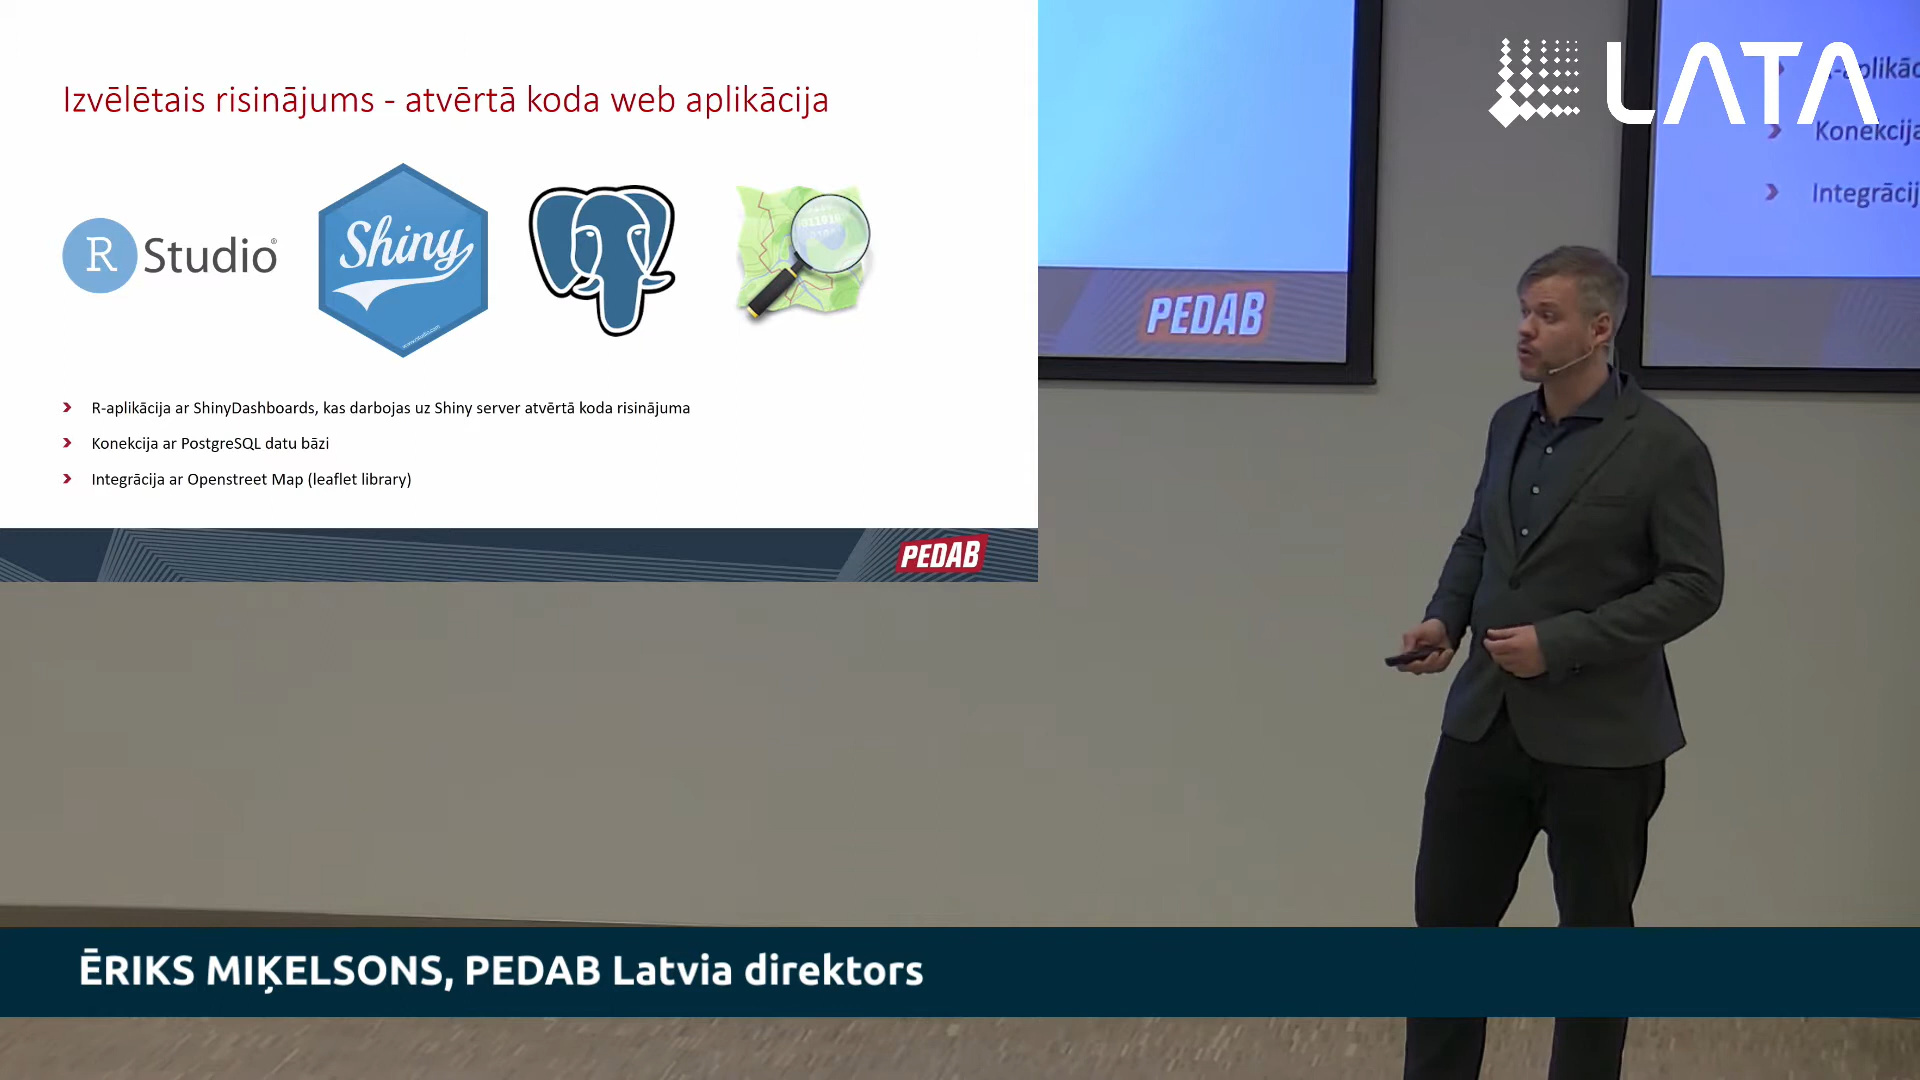 Izvēlētais risinājums - atvērtā koda web aplikācija
R Studio®
Shiny
R-aplikācija ar ShinyDashboards, kas darbojas uz Shiny server atvērtā koda risinājuma
Konekcija ar PostgreSQL datu bāzi
Integrācija ar Openstreet Map (leaflet library)
PEDAB
PEDAB
LATA
Konekcija
Integrācij
ĒRIKS MIĶELSONS, PEDAB Latvia direktors